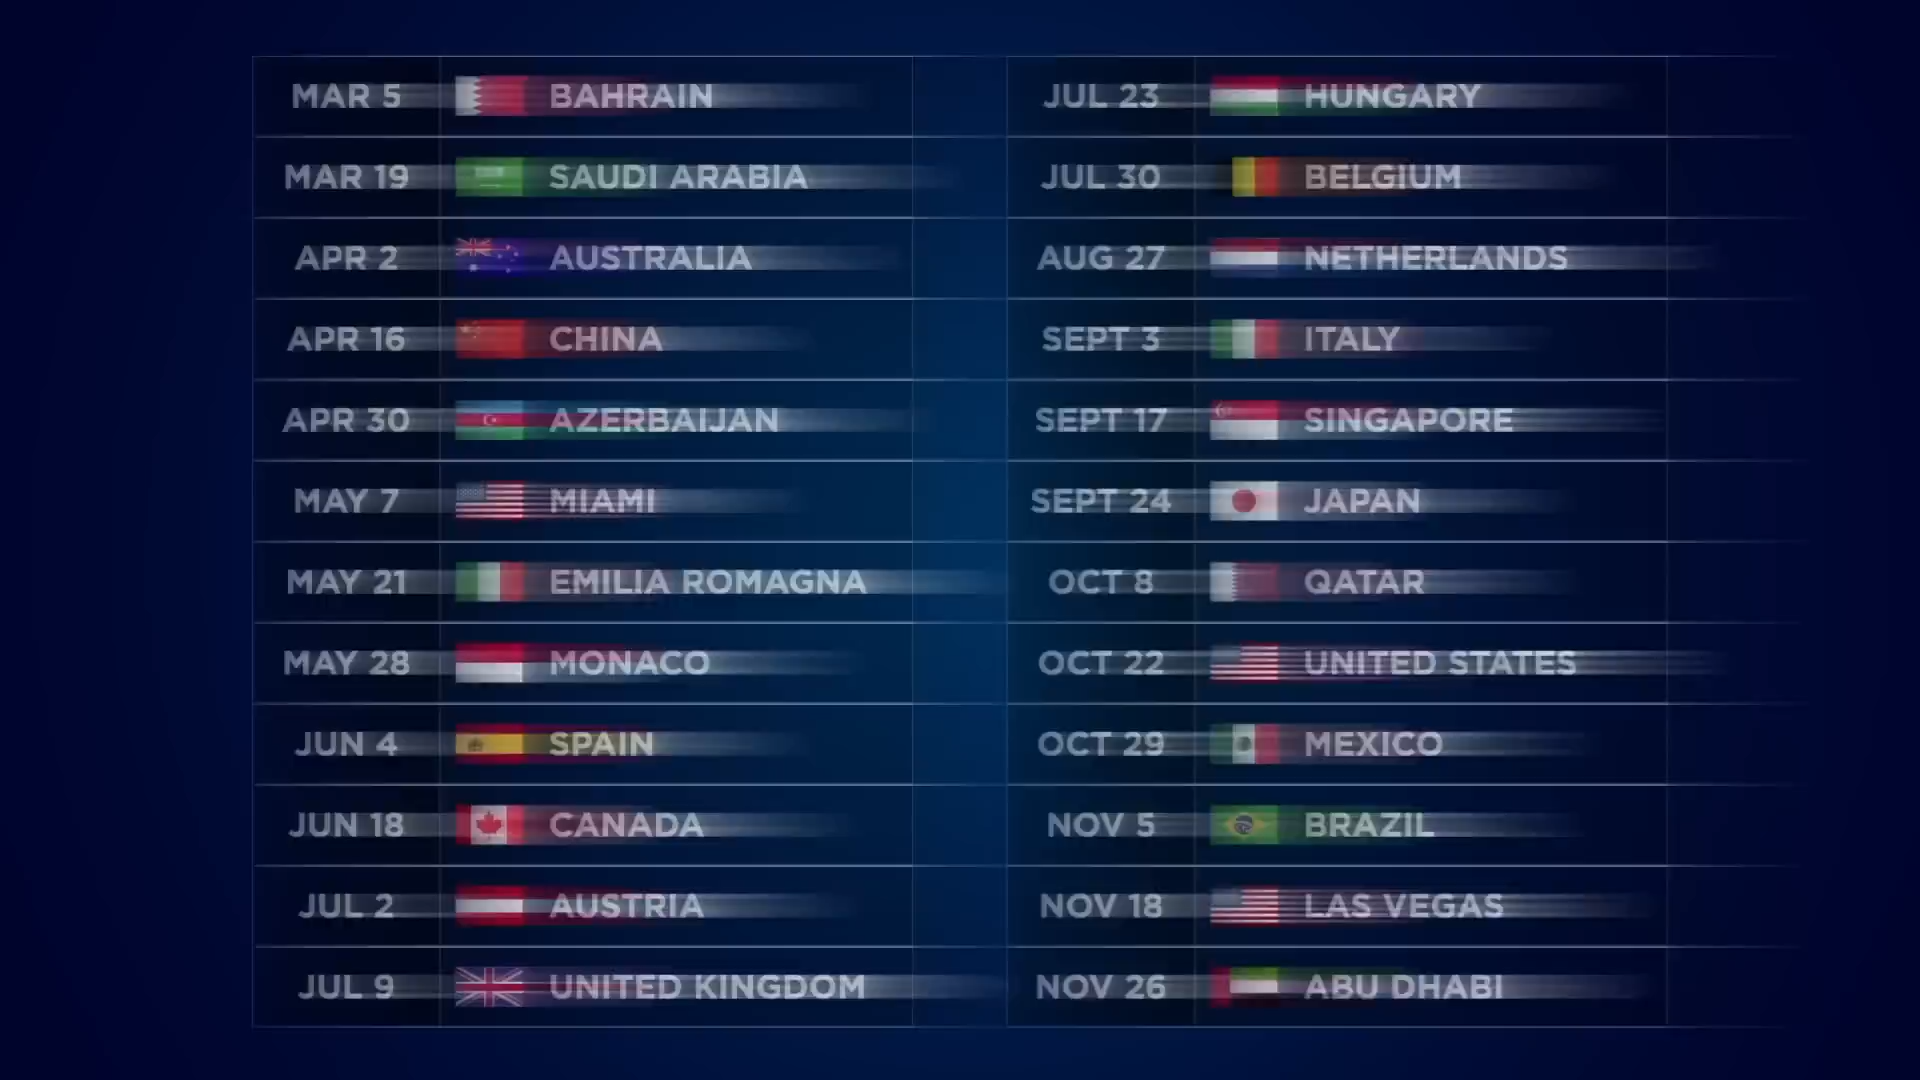 MAR 5 BAHRAIN
MAR 19 SAUDI ARABIA
APR 2 AUSTRALIA
APR 16 CHINA
APR 30 AZERBAIJAN
MAY 7 MIAMI
MAY 21 EMILIA ROMAGNA
MAY 28 MONACO
JUN 4 SPAIN
JUN 18 CANADA
JUL 2 AUSTRIA
JUL 9 UNITED KINGDOM
JUL 23 HUNGARY
JUL 30 BELGIUM
AUG 27 NETHERLANDS
SEPT 3 ITALY
SEPT 17 SINGAPORE
SEPT 24 JAPAN
OCT 8 QATAR
OCT 22 UNITED STATES
OCT 29 MEXICO
NOV 5 BRAZIL
NOV 18 LAS VEGAS
NOV 26 ABU DHABI